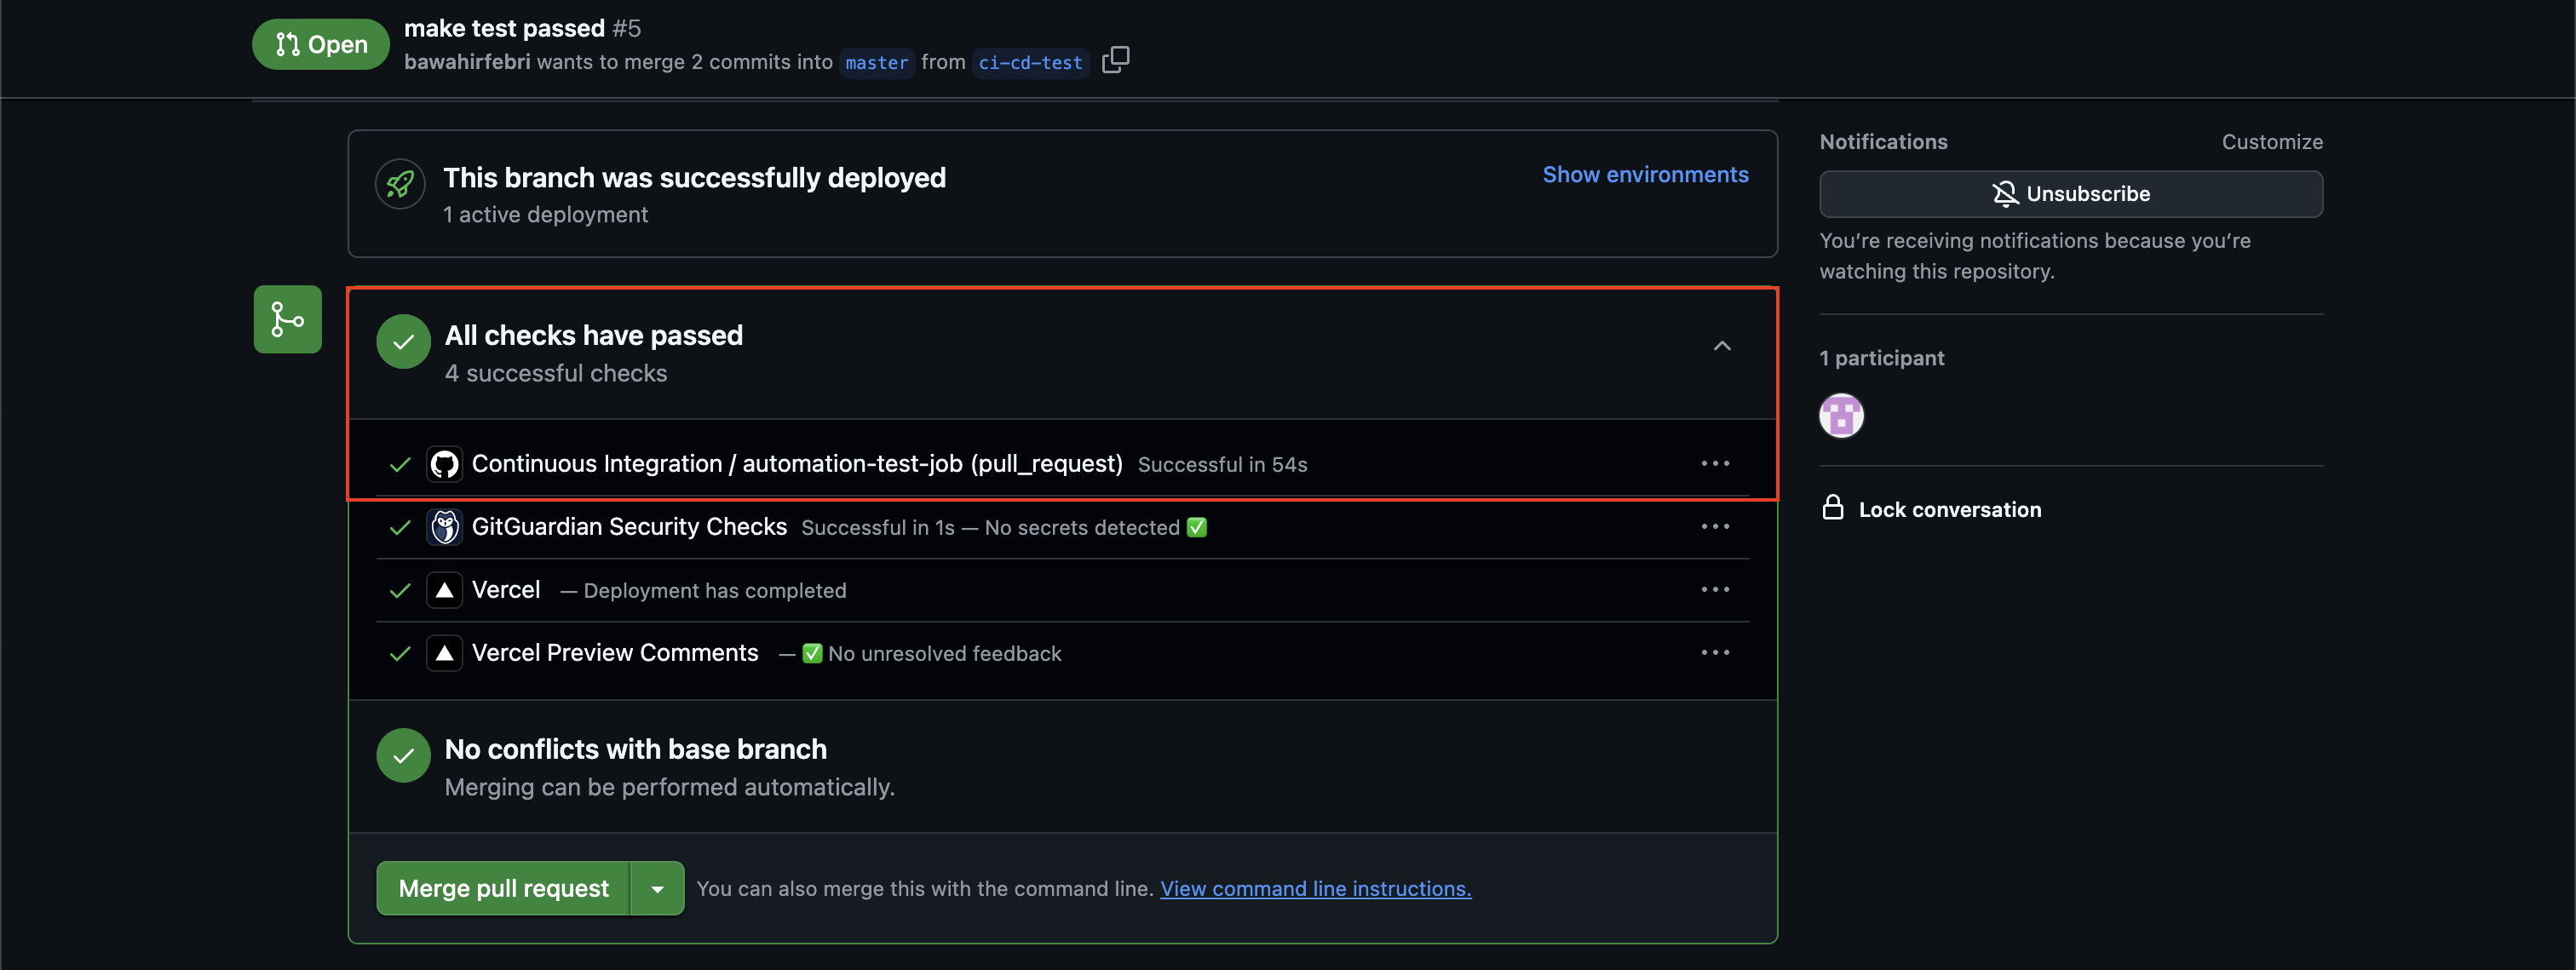 Open
make test passed #5
bawahirfebri wants to merge 2 commits into master from ci-cd-test
This branch was successfully deployed
1 active deployment
Show environments
All checks have passed
4 successful checks
Continuous Integration / automation-test-job (pull_request) Successful in 54s
GitGuardian Security Checks Successful in 1s — No secrets detected ✅
Vercel — Deployment has completed
Vercel Preview Comments — ✅ No unresolved feedback
No conflicts with base branch
Merging can be performed automatically.
Merge pull request
You can also merge this with the command line. View command line instructions.
Notifications
Customize
Unsubscribe
You’re receiving notifications because you’re
watching this repository.
1 participant
Lock conversation